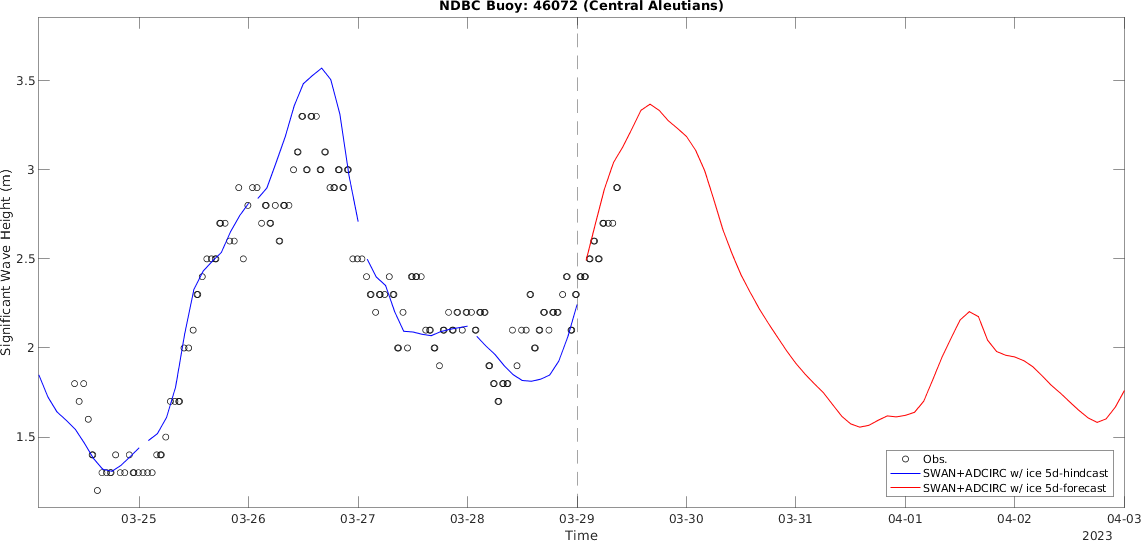 NDBC Buoy: 46072 (Central Aleutians)
Significant Wave Height (m)
3.5
3
2.5
2
1.5
Obs.
SWAN+ADCIRC w/ ice 5d-hindcast
SWAN+ADCIRC w/ ice 5d-forecast
03-25 03-26 03-27 03-28 03-29 03-30 03-31 04-01 04-02 04-03
Time
2023